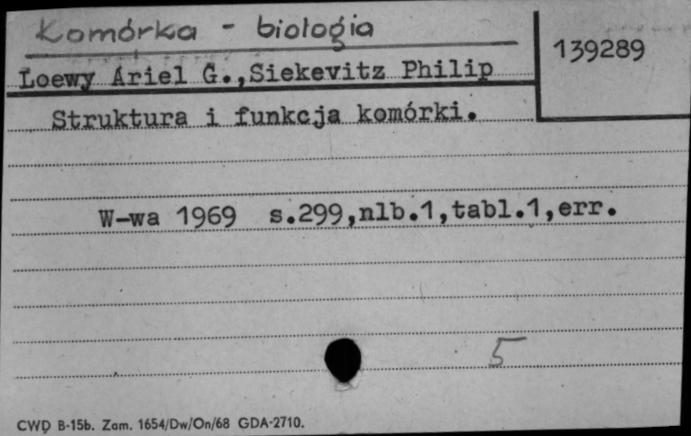 Komórka - biologia
139289
Loewy Ariel G.,Siekevitz Philip
Struktura i funkcja komórki.
W-wa 1969 s.299,nlb.1,tabl.1,err.
5
CWD B-15b. Zam. 1654/Dw/On/68 GDA-2710.